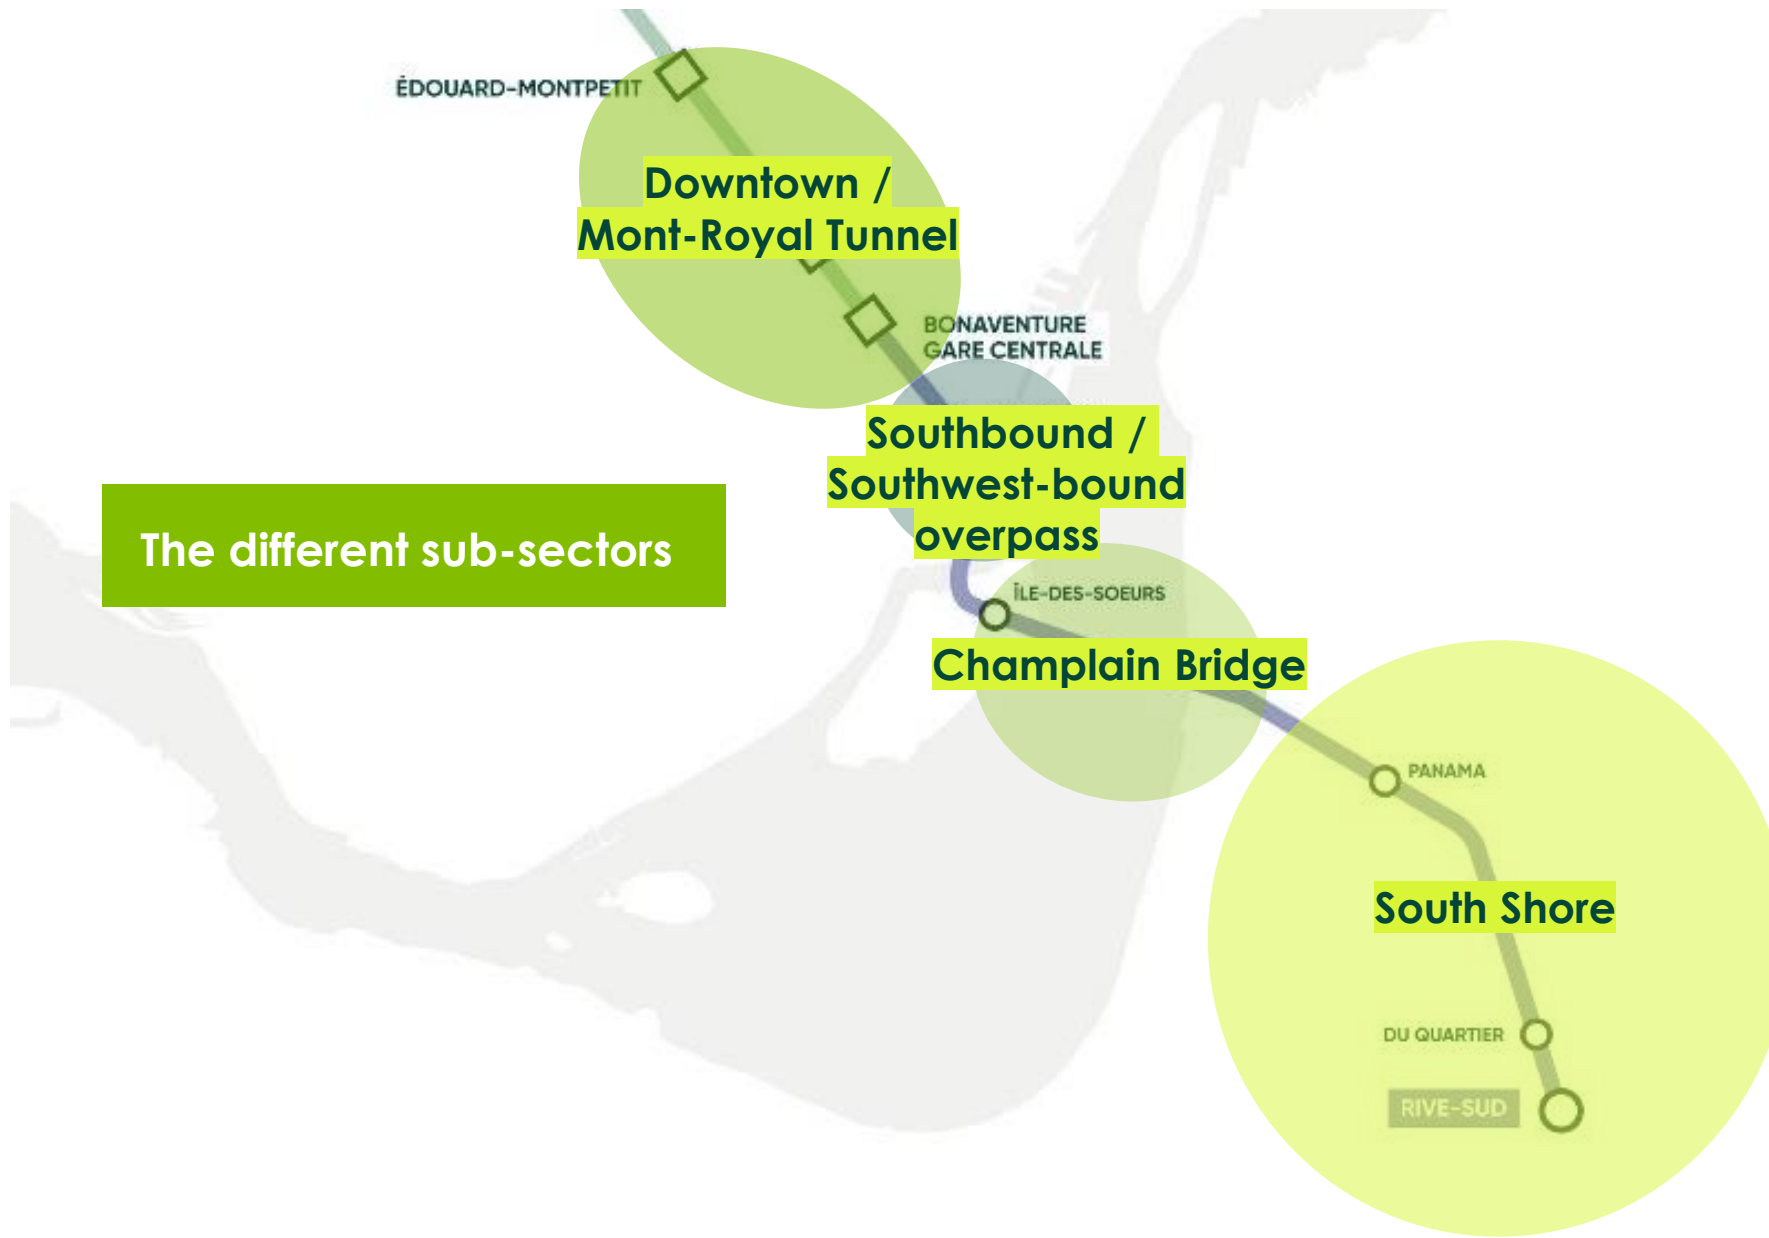 ÉDOUARD-MONTPETIT
Downtown /
Mont-Royal Tunnel
BONAVENTURE
GARE CENTRALE
Southbound /
Southwest-bound
overpass
The different sub-sectors
ÎLE-DES-SOEURS
Champlain Bridge
PANAMA
South Shore
DU QUARTIER
RIVE-SUD